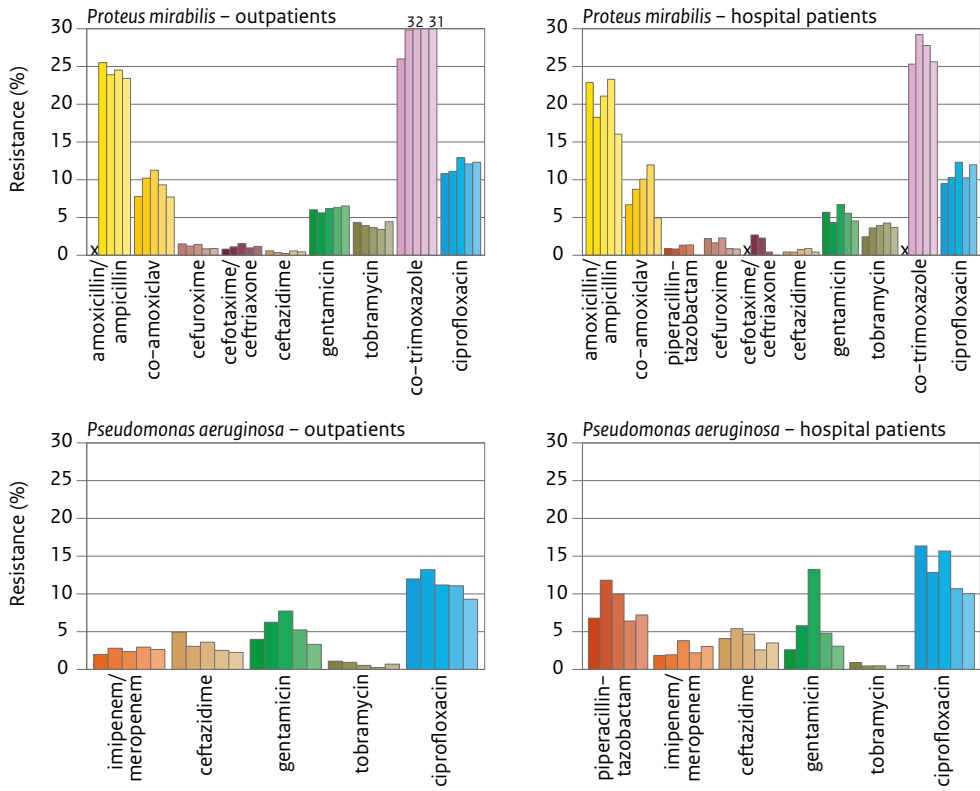 Proteus mirabilis – outpatients
32 31
30
25
20
15
10
5
0
Resistance (%)
x
amoxicillin/
ampicillin
co-amoxiclav
cefuroxime
cefotaxime/
ceftriaxone
ceftazidime
gentamicin
tobramycin
co-trimoxazole
ciprofloxacin
Proteus mirabilis – hospital patients
30
25
20
15
10
5
0
x
x
amoxicillin/
ampicillin
co-amoxiclav
piperacillin-
tazobactam
cefuroxime
cefotaxime/
ceftriaxone
ceftazidime
gentamicin
tobramycin
co-trimoxazole
ciprofloxacin
Pseudomonas aeruginosa – outpatients
30
25
20
15
10
5
0
Resistance (%)
imipenem/
meropenem
ceftazidime
gentamicin
tobramycin
ciprofloxacin
Pseudomonas aeruginosa – hospital patients
30
25
20
15
10
5
0
piperacillin-
tazobactam
imipenem/
meropenem
ceftazidime
gentamicin
tobramycin
ciprofloxacin